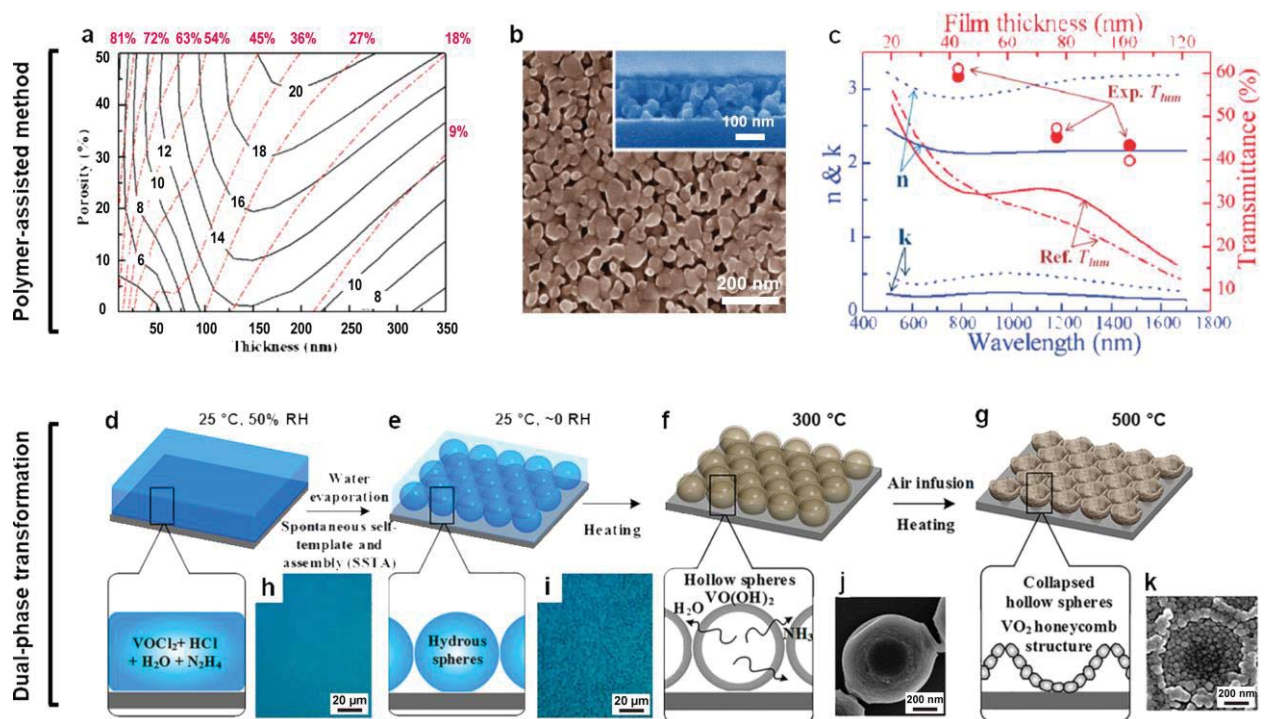 Polymer-assisted method
a
81% 72% 63% 54% 45% 36% 27% 18%
9%
50
40
30
20
10
0
Porosity (%)
20
18
16
14
12
10
8
6
10
8
50 100 150 200 250 300 350
Thickness (nm)
b
100 nm
200 nm
c
Film thickness (nm)
20 40 60 80 100 120
3
2
1
0
n & k
60
50
40
30
20
10
Tramsmittance (%)
Exp. Tlum
n
k
Ref. Tlum
400 600 800 1000 1200 1400 1600 1800
Wavelength (nm)
Dual-phase transformation
d
25 °C, 50% RH
Water
evaporation
Spontaneous self-
template and
assembly (SSTA)
e
25 °C, ~0 RH
Heating
f
300 °C
Air infusion
Heating
g
500 °C
VOCl2+ HCl
+ H2O + N2H4
h
20 µm
Hydrous
spheres
i
20 µm
Hollow spheres
VO(OH)2
H2O
NH3
j
200 nm
Collapsed
hollow spheres
VO2 honeycomb
structure
k
200 nm